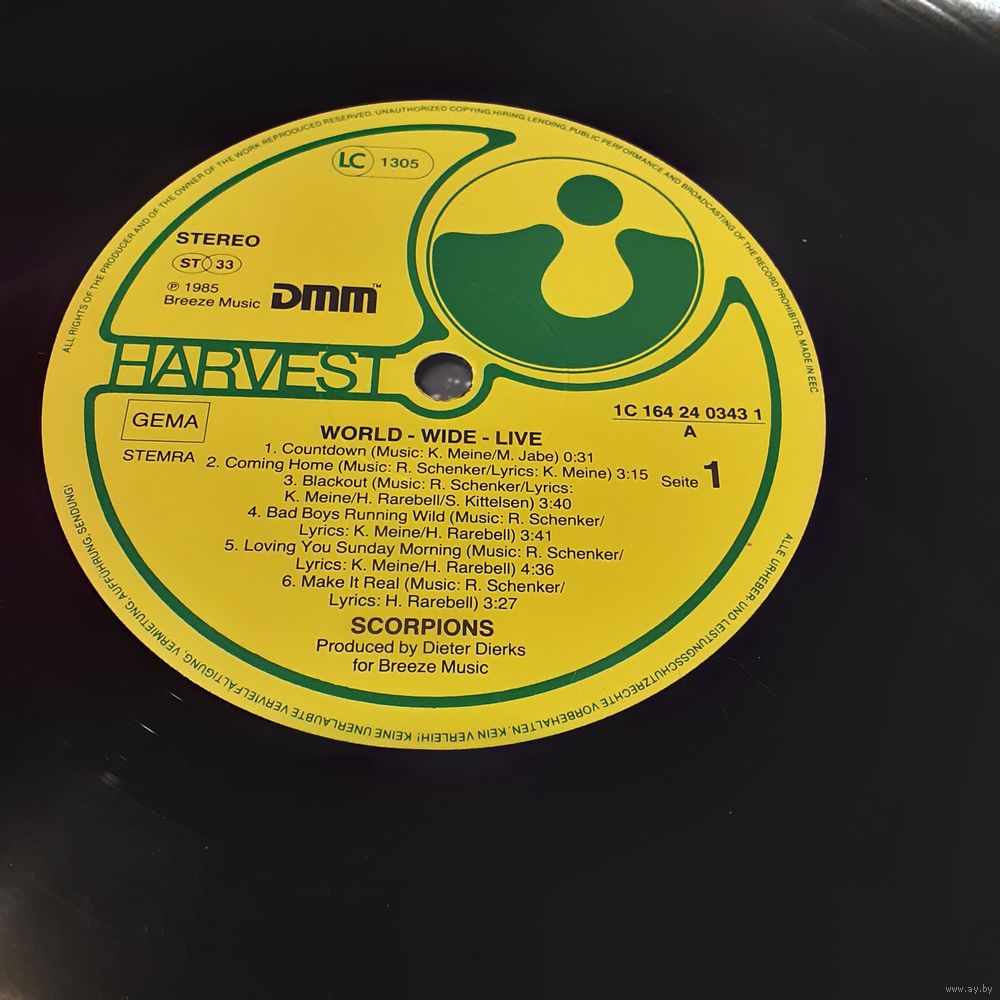 ALL RIGHTS OF THE PRODUCER AND OF THE OWNER OF THE WORK REPRODUCED RESERVED. UNAUTHORIZED COPYING, HIRING, LENDING, PUBLIC PERFORMANCE AND BROADCASTING OF THE RECORD PROHIBITED. MADE IN EEC
LC 1305
STEREO
ST 33
℗ 1985
Breeze Music
DMM™
HARVEST
GEMA
STEMRA
1C 164 24 0343 1
A
Seite 1
WORLD - WIDE - LIVE
1. Countdown (Music: K. Meine/M. Jabe) 0:31
2. Coming Home (Music: R. Schenker/Lyrics: K. Meine) 3:15
3. Blackout (Music: R. Schenker/Lyrics:
K. Meine/H. Rarebell/S. Kittelsen) 3:40
4. Bad Boys Running Wild (Music: R. Schenker/
Lyrics: K. Meine/H. Rarebell) 3:41
5. Loving You Sunday Morning (Music: R. Schenker/
Lyrics: K. Meine/H. Rarebell) 4:36
6. Make It Real (Music: R. Schenker/
Lyrics: H. Rarebell) 3:27
SCORPIONS
Produced by Dieter Dierks
for Breeze Music
ALLE URHEBER- UND LEISTUNGSSCHUTZRECHTE VORBEHALTEN. KEIN VERLEIH! KEINE UNERLAUBTE VERVIELFÄLTIGUNG, VERMIETUNG, AUFFÜHRUNG, SENDUNG!
www.ay.by